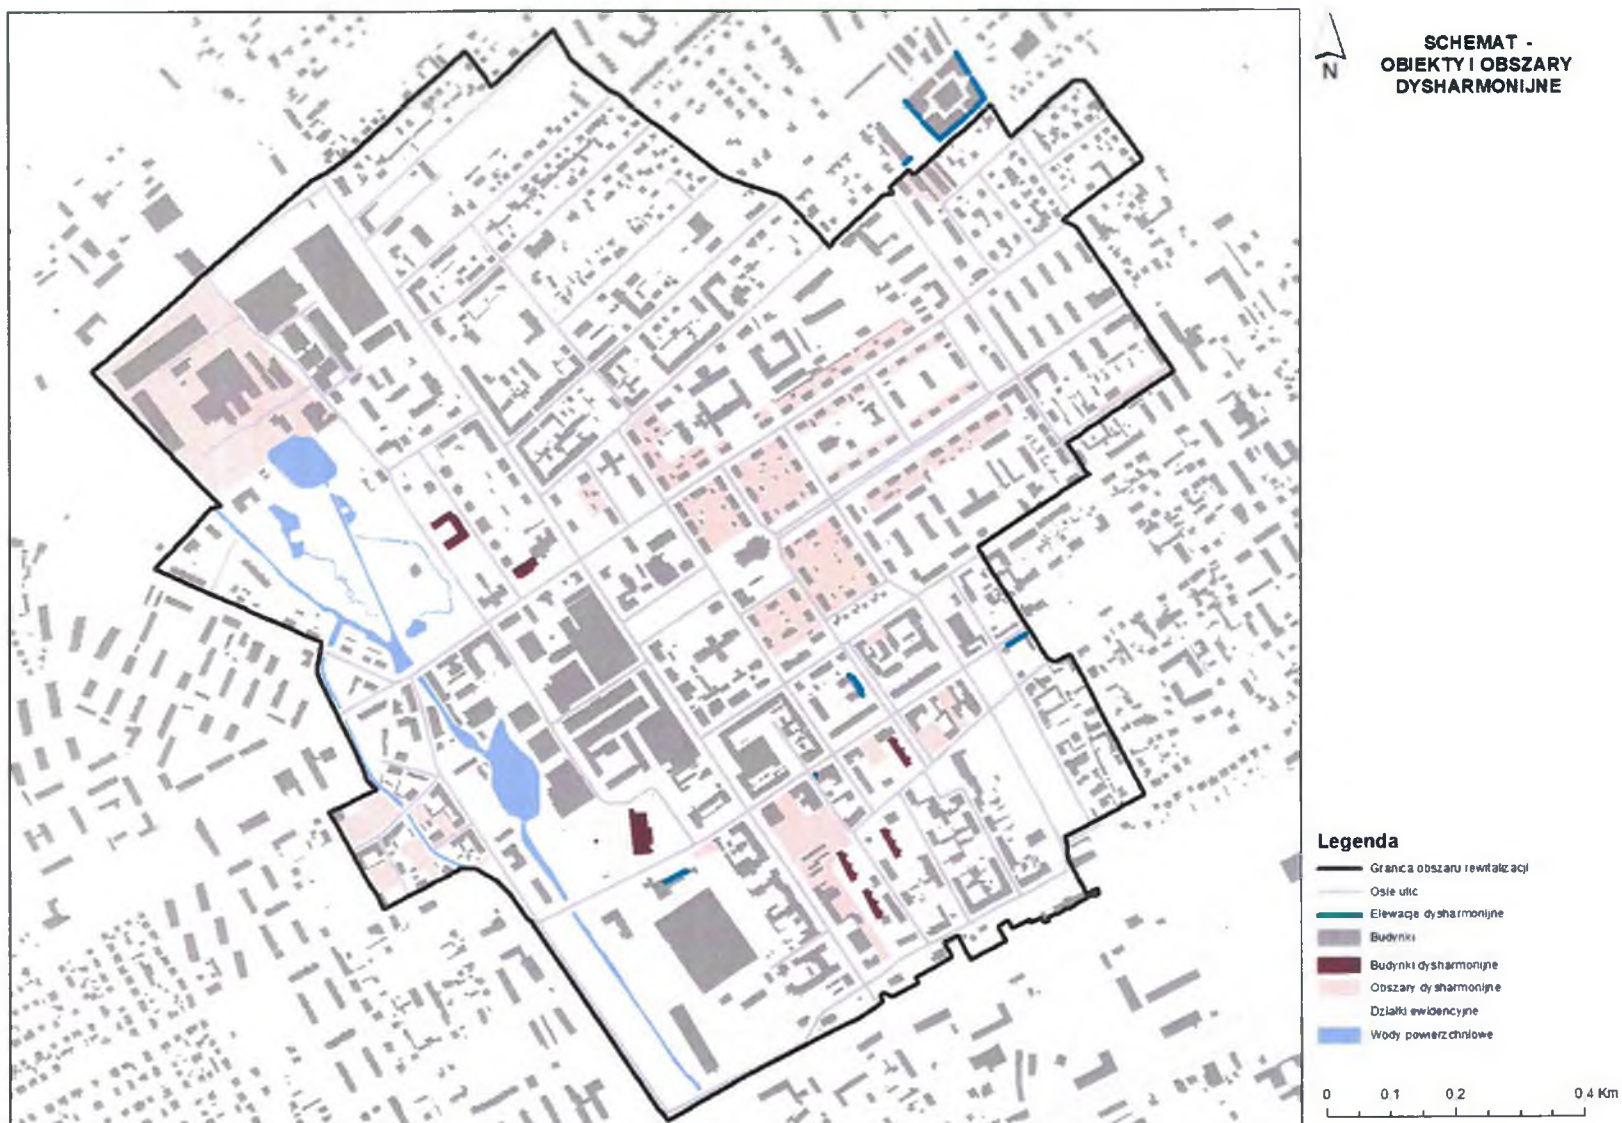 N
SCHEMAT -
OBIEKTY I OBSZARY
DYSHARMONIJNE
Legenda
Granica obszaru rewitalizacji
Osie ulic
Elewacje dysharmonijne
Budynki
Budynki dysharmonijne
Obszary dysharmonijne
Działki ewidencyjne
Wody powierzchniowe
0 0.1 0.2 0.4 Km